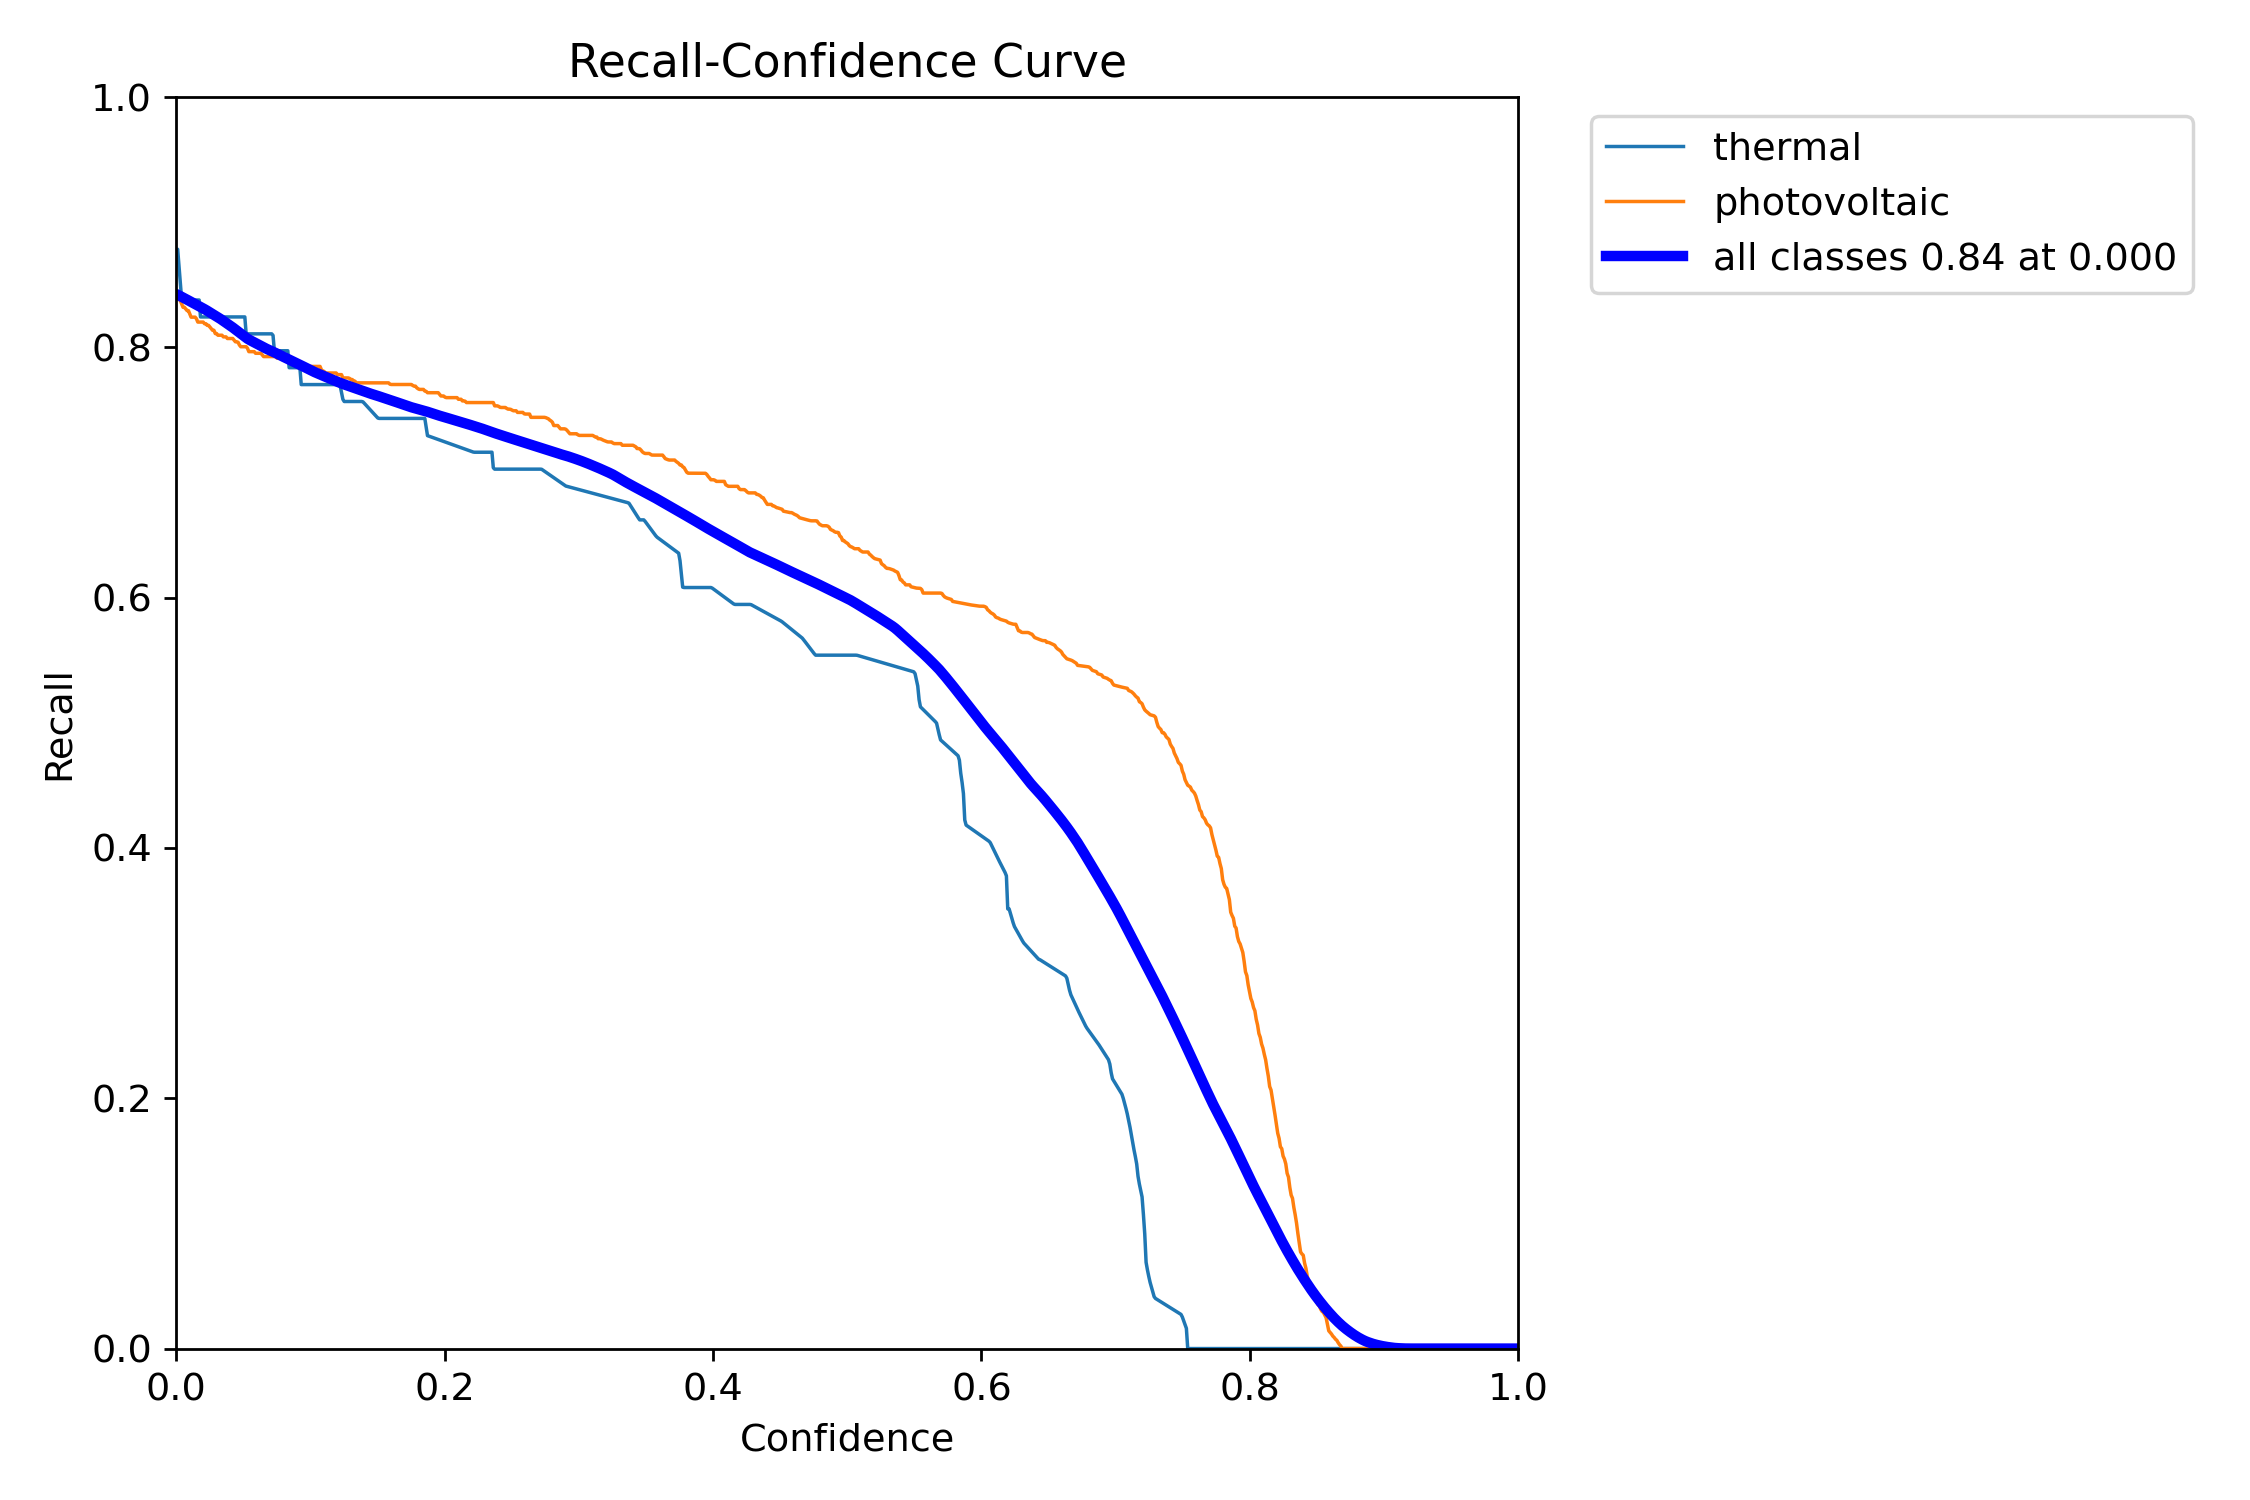 Recall-Confidence Curve
thermal
photovoltaic
all classes 0.84 at 0.000
Recall
1.0
0.8
0.6
0.4
0.2
0.0
0.0 0.2 0.4 0.6 0.8 1.0
Confidence